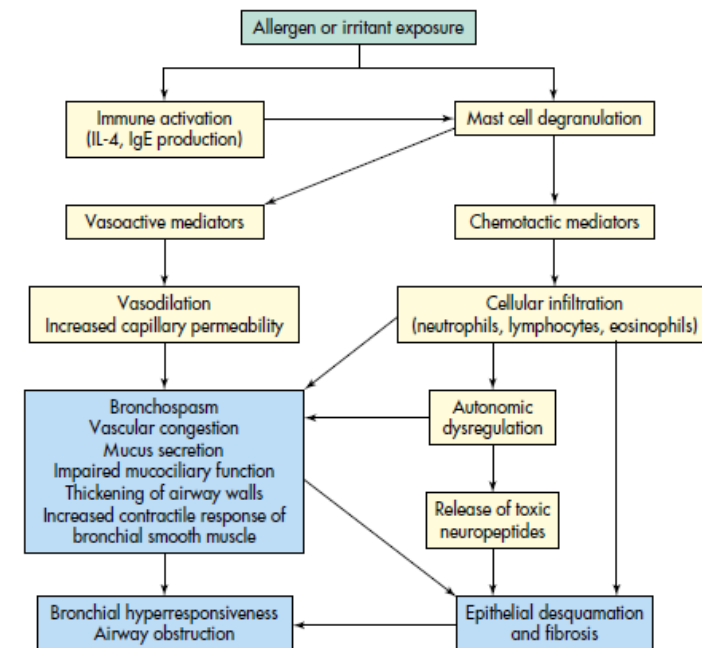 Allergen or irritant exposure
Immune activation
(IL-4, IgE production)
Mast cell degranulation
Vasoactive mediators
Chemotactic mediators
Vasodilation
Increased capillary permeability
Cellular infiltration
(neutrophils, lymphocytes, eosinophils)
Bronchospasm
Vascular congestion
Mucus secretion
Impaired mucociliary function
Thickening of airway walls
Increased contractile response of
bronchial smooth muscle
Autonomic
dysregulation
Release of toxic
neuropeptides
Bronchial hyperresponsiveness
Airway obstruction
Epithelial desquamation
and fibrosis